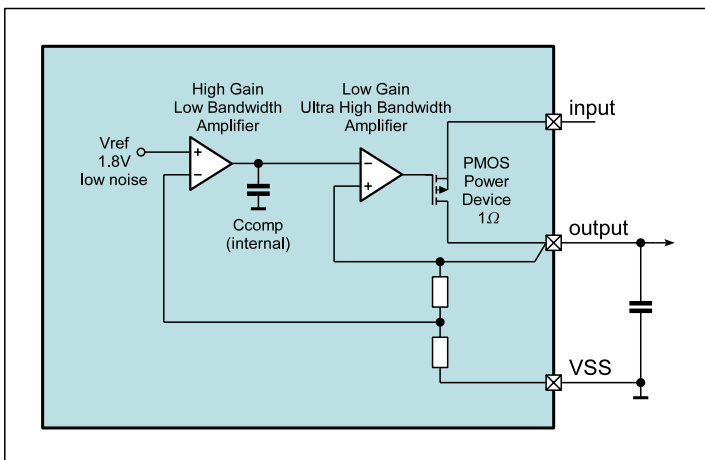 High Gain
Low Bandwidth
Amplifier
Low Gain
Ultra High Bandwidth
Amplifier
input
Vref
1.8V
low noise
+
−
−
+
PMOS
Power
Device
1Ω
Ccomp
(internal)
output
VSS